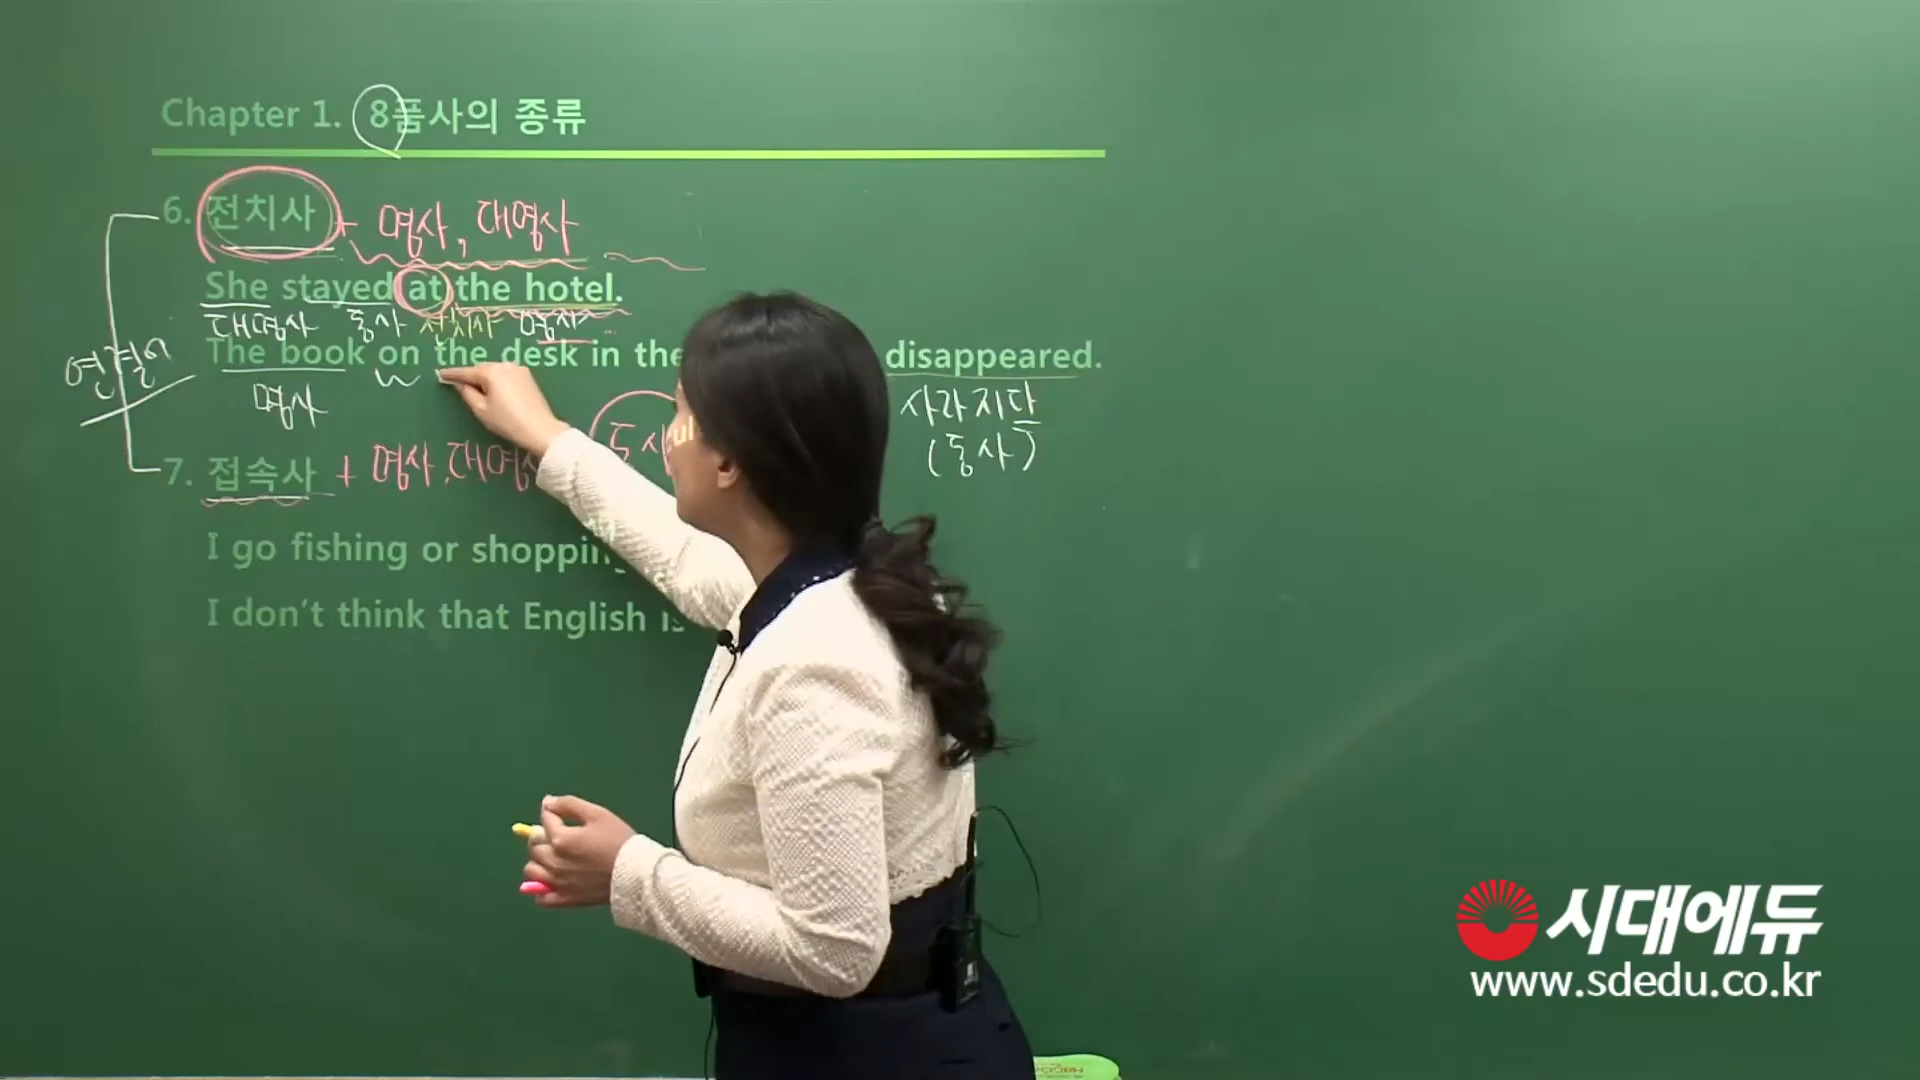 Chapter 1. 8품사의 종류
6. 전치사 + 명사, 대명사
She stayed at the hotel.
대명사 동사 전치사 명사
The book on the desk in the disappeared.
연결어
명사
사라지다
(동사)
동사
7. 접속사 + 명사, 대명사
I go fishing or shopping
I don't think that English is
시대에듀
www.sdedu.co.kr